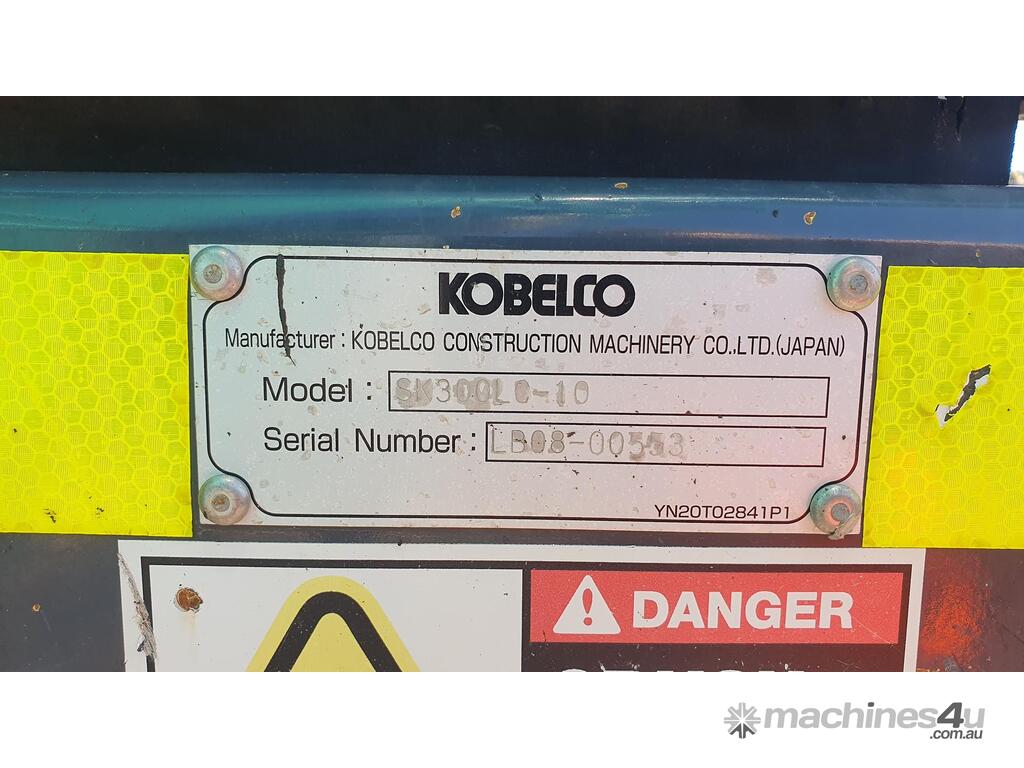 KOBELCO
Manufacturer : KOBELCO CONSTRUCTION MACHINERY CO.,LTD.(JAPAN)
Model : SK300LC-10
Serial Number : LB08-00553
YN20T02841P1
DANGER
machines4u
.com.au